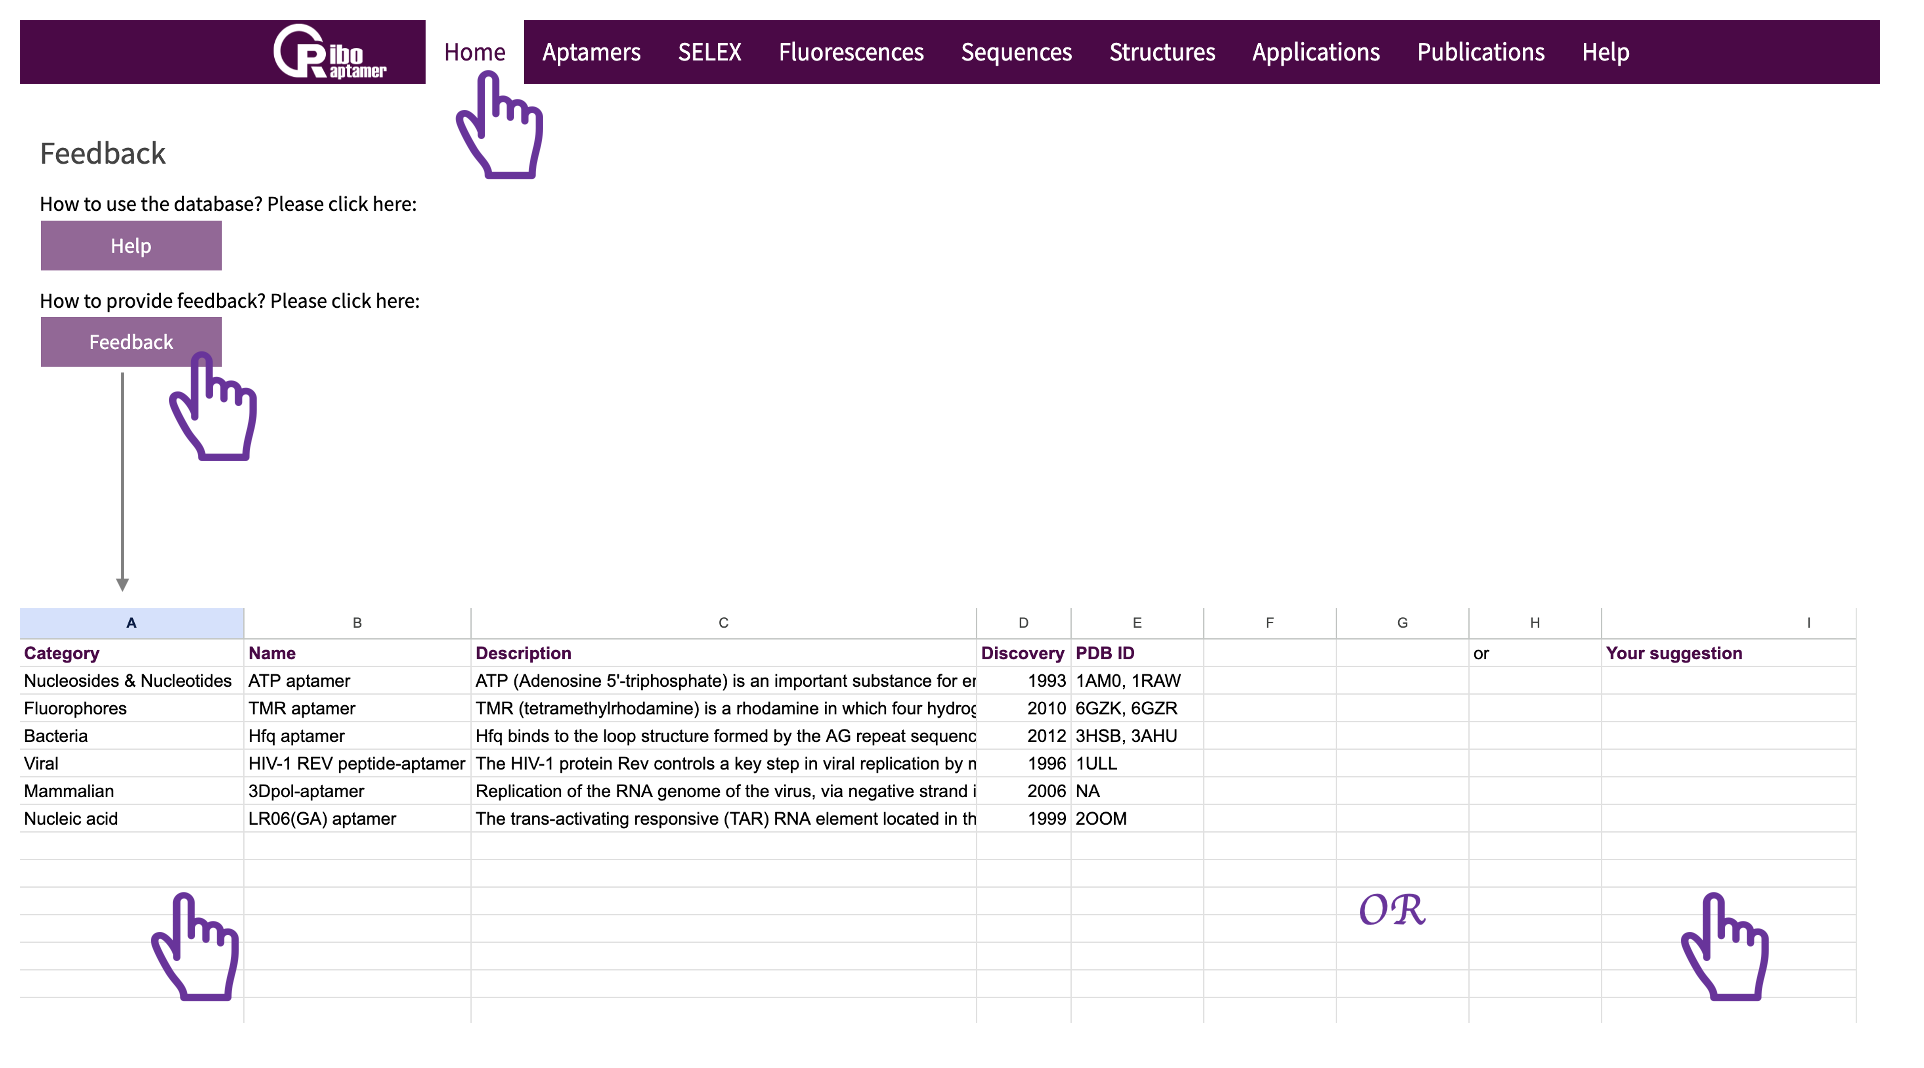 Ribo
aptamer
Home Aptamers SELEX Fluorescences Sequences Structures Applications Publications Help
Feedback
How to use the database? Please click here:
Help
How to provide feedback? Please click here:
Feedback
A B C D E F G H I
Category Name Description Discovery PDB ID or Your suggestion
Nucleosides & Nucleotides ATP aptamer ATP (Adenosine 5'-triphosphate) is an important substance for er 1993 1AM0, 1RAW
Fluorophores TMR aptamer TMR (tetramethylrhodamine) is a rhodamine in which four hydrog 2010 6GZK, 6GZR
Bacteria Hfq aptamer Hfq binds to the loop structure formed by the AG repeat sequenc 2012 3HSB, 3AHU
Viral HIV-1 REV peptide-aptamer The HIV-1 protein Rev controls a key step in viral replication by 1996 1ULL
Mammalian 3Dpol-aptamer Replication of the RNA genome of the virus, via negative strand 2006 NA
Nucleic acid LR06(GA) aptamer The trans-activating responsive (TAR) RNA element located in th 1999 2OOM
OR